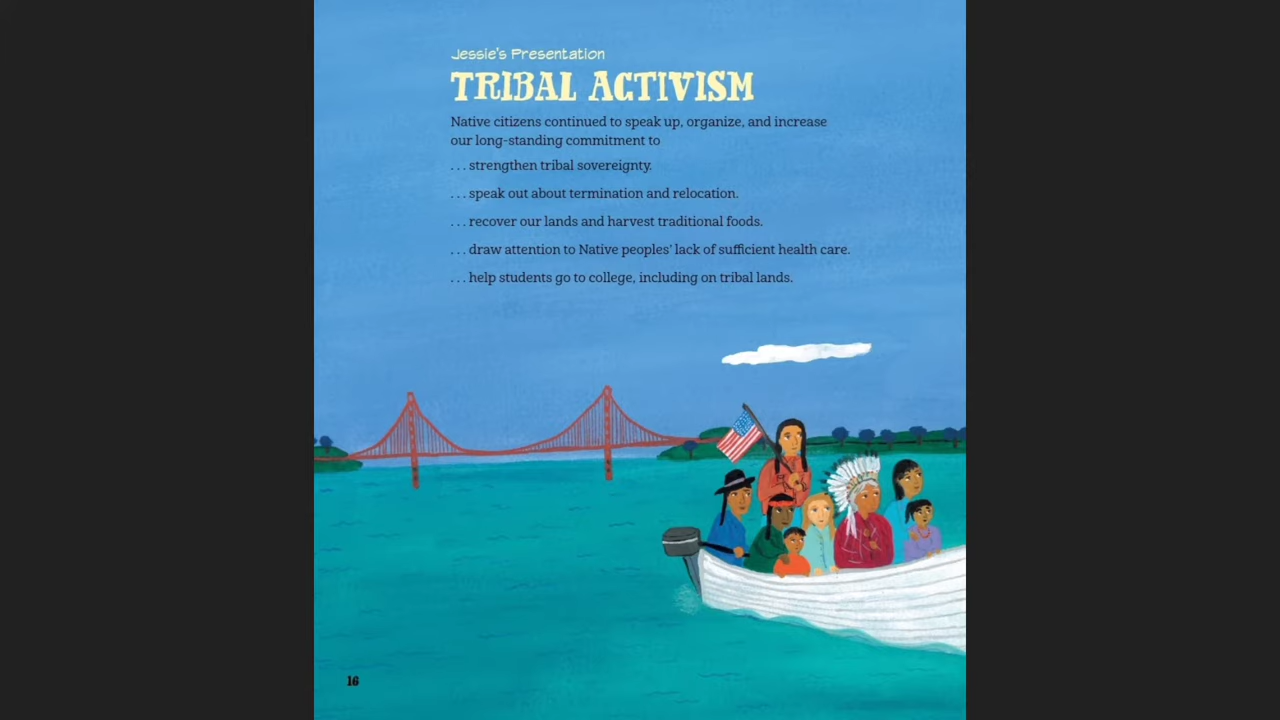 Jessie's Presentation
TRIBAL ACTIVISM
Native citizens continued to speak up, organize, and increase
our long-standing commitment to
. . . strengthen tribal sovereignty.
. . . speak out about termination and relocation.
. . . recover our lands and harvest traditional foods.
. . . draw attention to Native peoples' lack of sufficient health care.
. . . help students go to college, including on tribal lands.
16